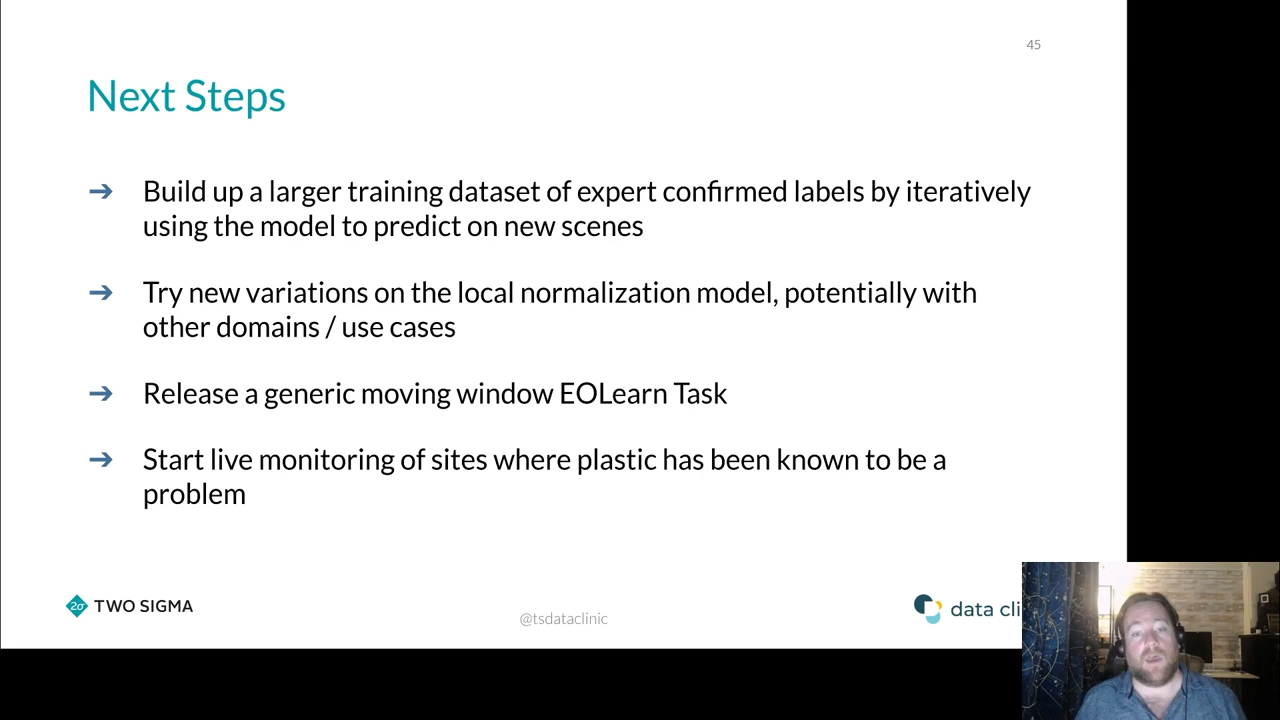 45
Next Steps
➔ Build up a larger training dataset of expert confirmed labels by iteratively
using the model to predict on new scenes
➔ Try new variations on the local normalization model, potentially with
other domains / use cases
➔ Release a generic moving window EOLearn Task
➔ Start live monitoring of sites where plastic has been known to be a
problem
2σ TWO SIGMA
@tsdataclinic
data cli